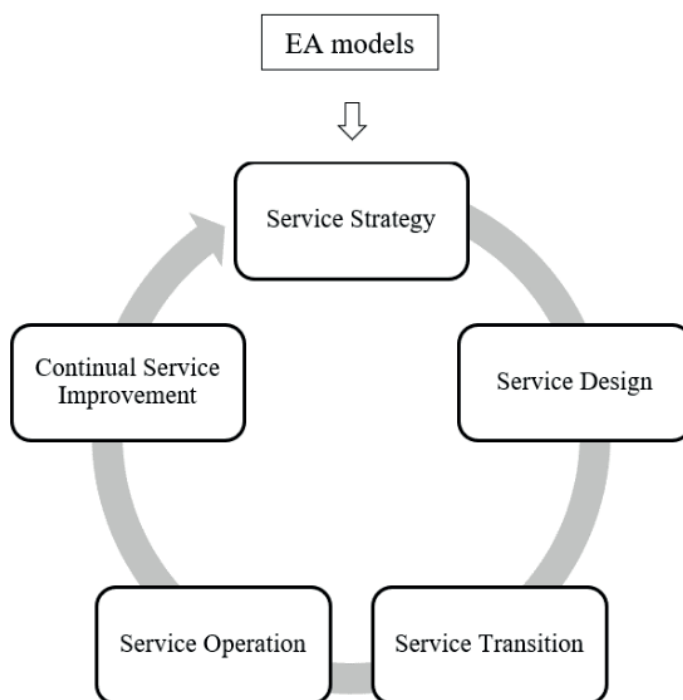 EA models
Service Strategy
Service Design
Service Transition
Service Operation
Continual Service
Improvement